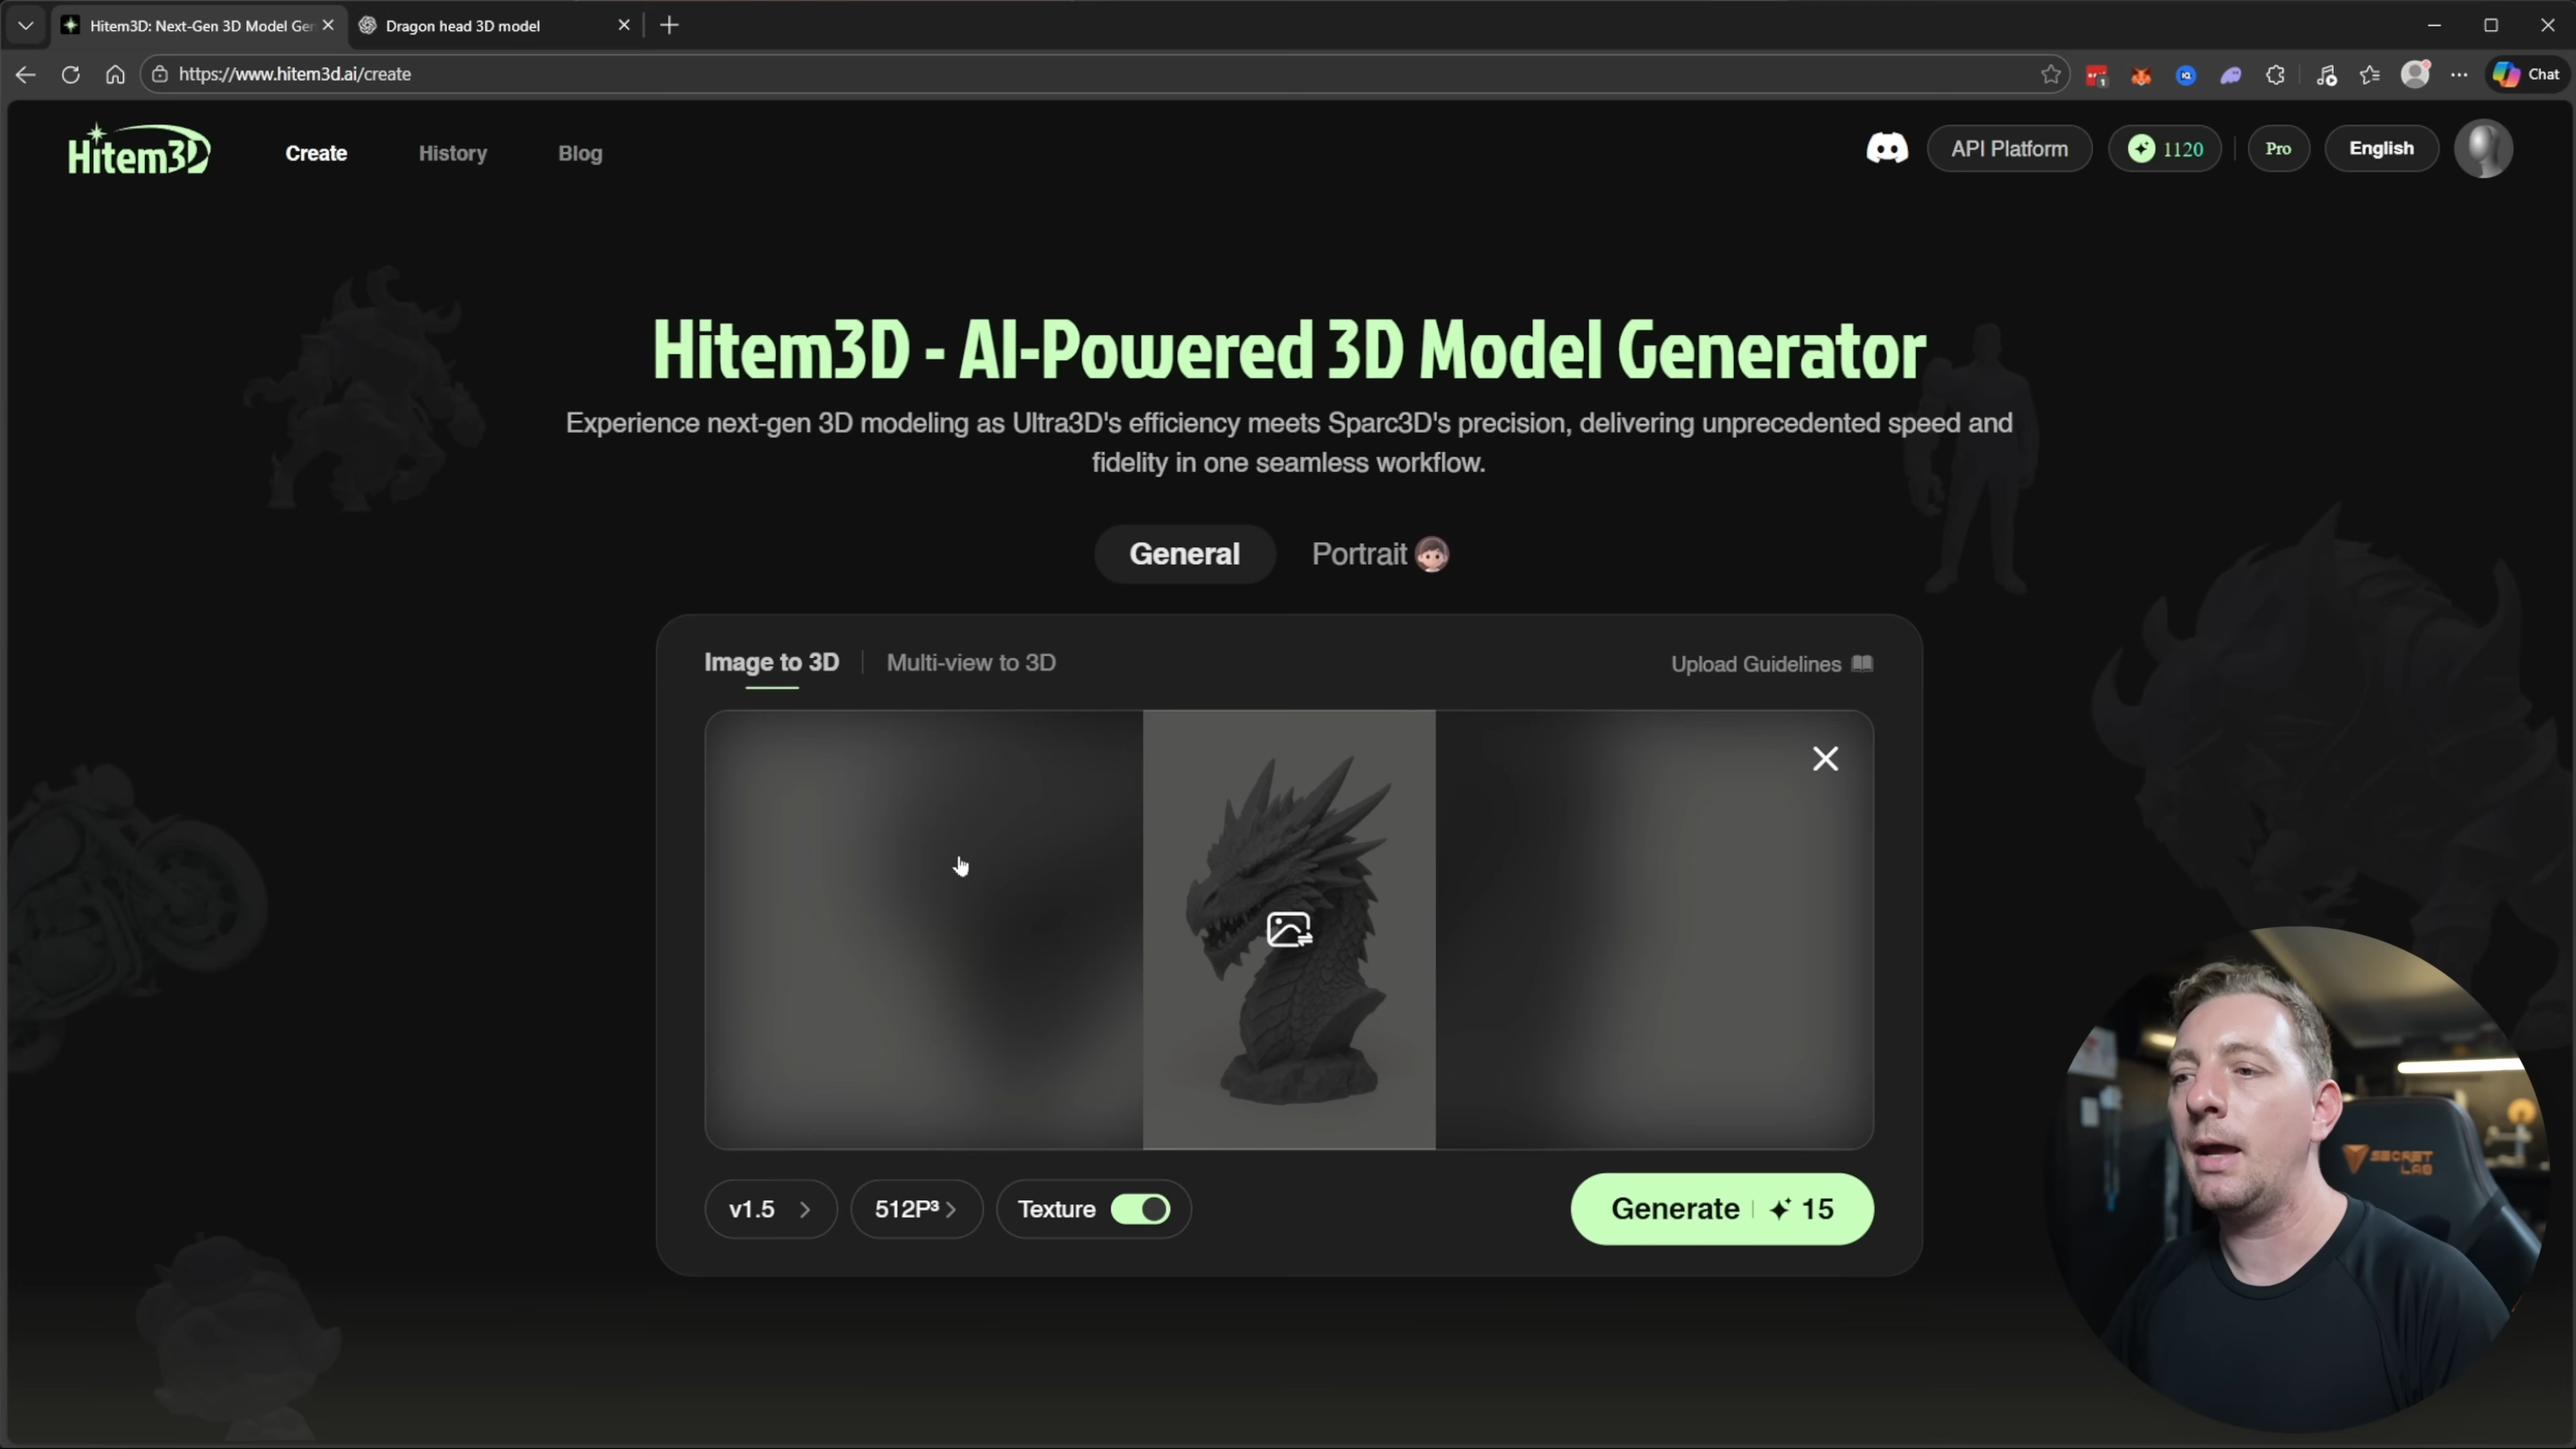 Hitem3D: Next-Gen 3D Model Ger
Dragon head 3D model
https://www.hitem3d.ai/create
Chat
Hitem3D
Create
History
Blog
API Platform
1120
Pro
English
Hitem3D - AI-Powered 3D Model Generator
Experience next-gen 3D modeling as Ultra3D's efficiency meets Sparc3D's precision, delivering unprecedented speed and
fidelity in one seamless workflow.
General
Portrait
Image to 3D
Multi-view to 3D
Upload Guidelines
v1.5
512P³
Texture
Generate
15
SECRET
LAB